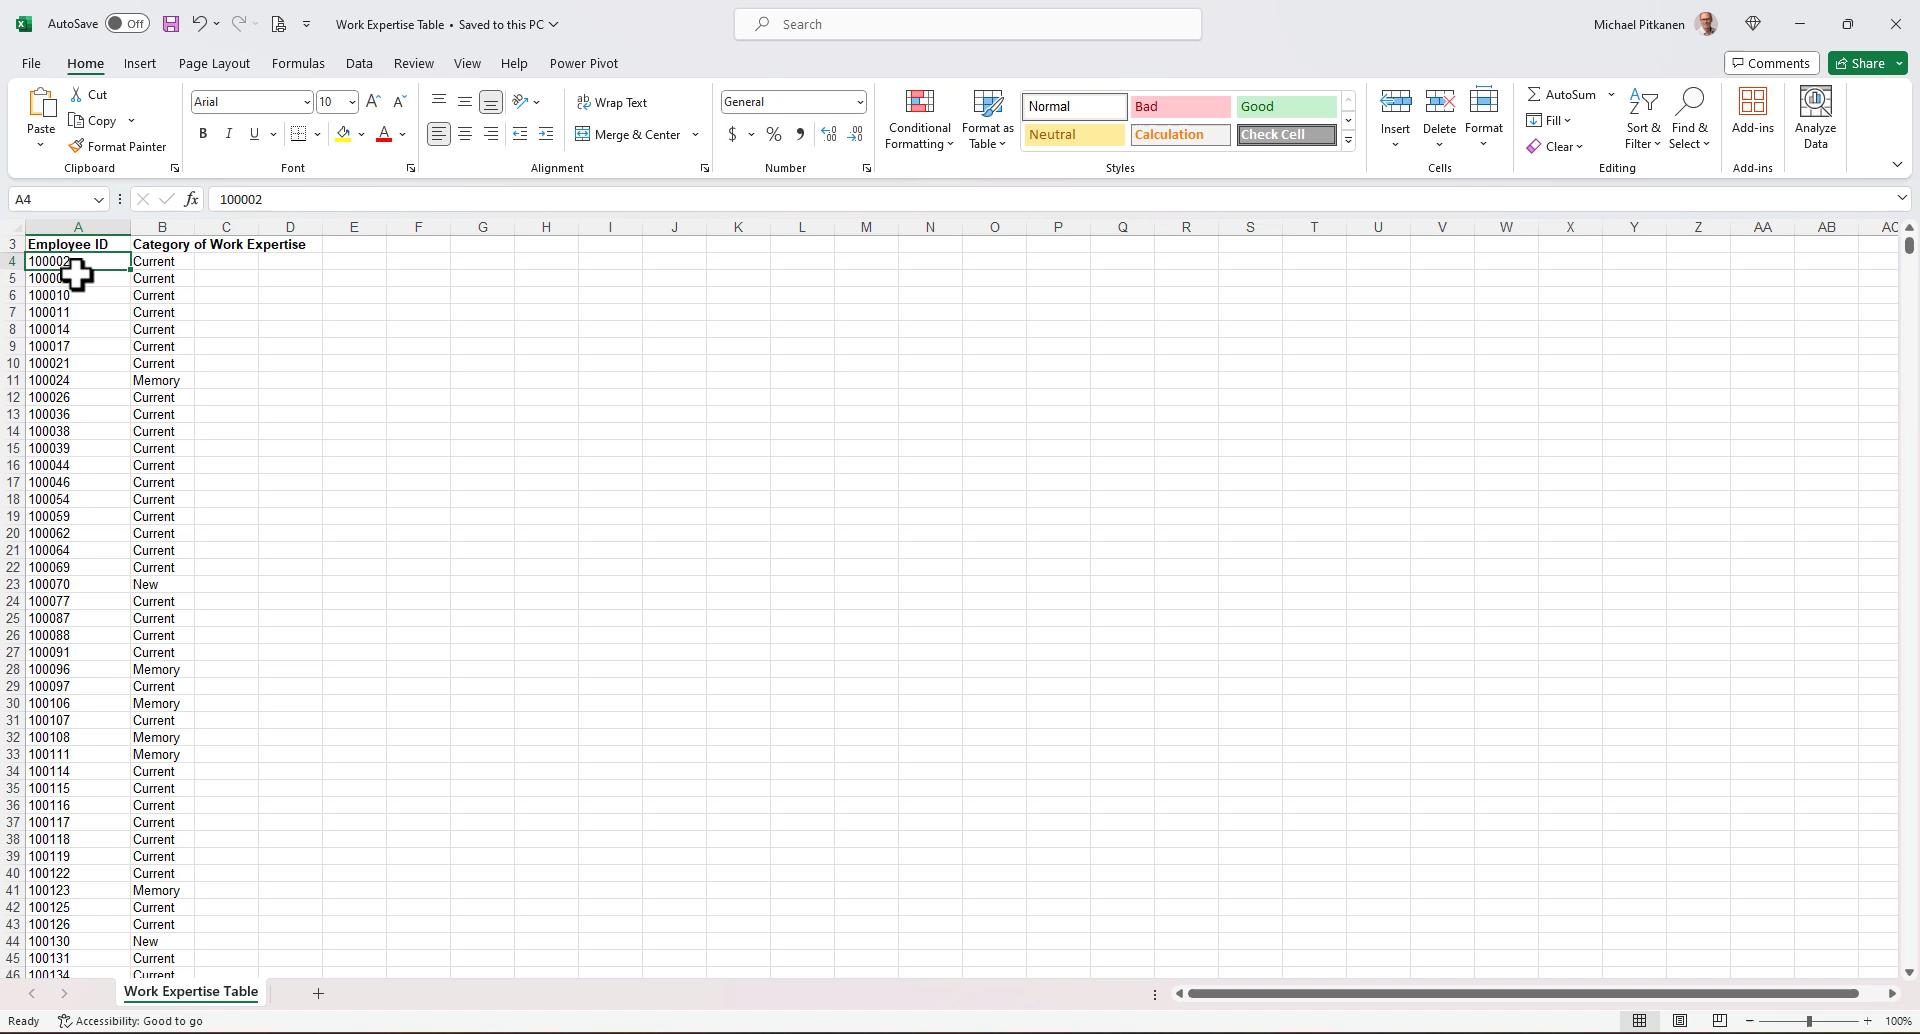 AutoSave Off Work Expertise Table • Saved to this PC Search Michael Pitkanen
File Home Insert Page Layout Formulas Data Review View Help Power Pivot Comments Share
Paste Cut Copy Format Painter Clipboard
Arial 10 B I U A Font
Wrap Text Merge & Center Alignment
General $ % Number
Conditional Formatting Format as Table Normal Bad Good Neutral Calculation Check Cell Styles
Insert Delete Format Cells
AutoSum Fill Clear Sort & Filter Find & Select Editing
Add-ins Add-ins
Analyze Data
A4 fx 100002
A B C D E F G H I J K L M N O P Q R S T U V W X Y Z AA AB AC
3 Employee ID Category of Work Expertise
4 100002 Current
5 Current
6 100010 Current
7 100011 Current
8 100014 Current
9 100017 Current
10 100021 Current
11 100024 Memory
12 100026 Current
13 100036 Current
14 100038 Current
15 100039 Current
16 100044 Current
17 100046 Current
18 100054 Current
19 100059 Current
20 100062 Current
21 100064 Current
22 100069 Current
23 100070 New
24 100077 Current
25 100087 Current
26 100088 Current
27 100091 Current
28 100096 Memory
29 100097 Current
30 100106 Memory
31 100107 Current
32 100108 Memory
33 100111 Memory
34 100114 Current
35 100115 Current
36 100116 Current
37 100117 Current
38 100118 Current
39 100119 Current
40 100122 Current
41 100123 Memory
42 100125 Current
43 100126 Current
44 100130 New
45 100131 Current
46 100134 Current
Work Expertise Table
Ready Accessibility: Good to go 100%